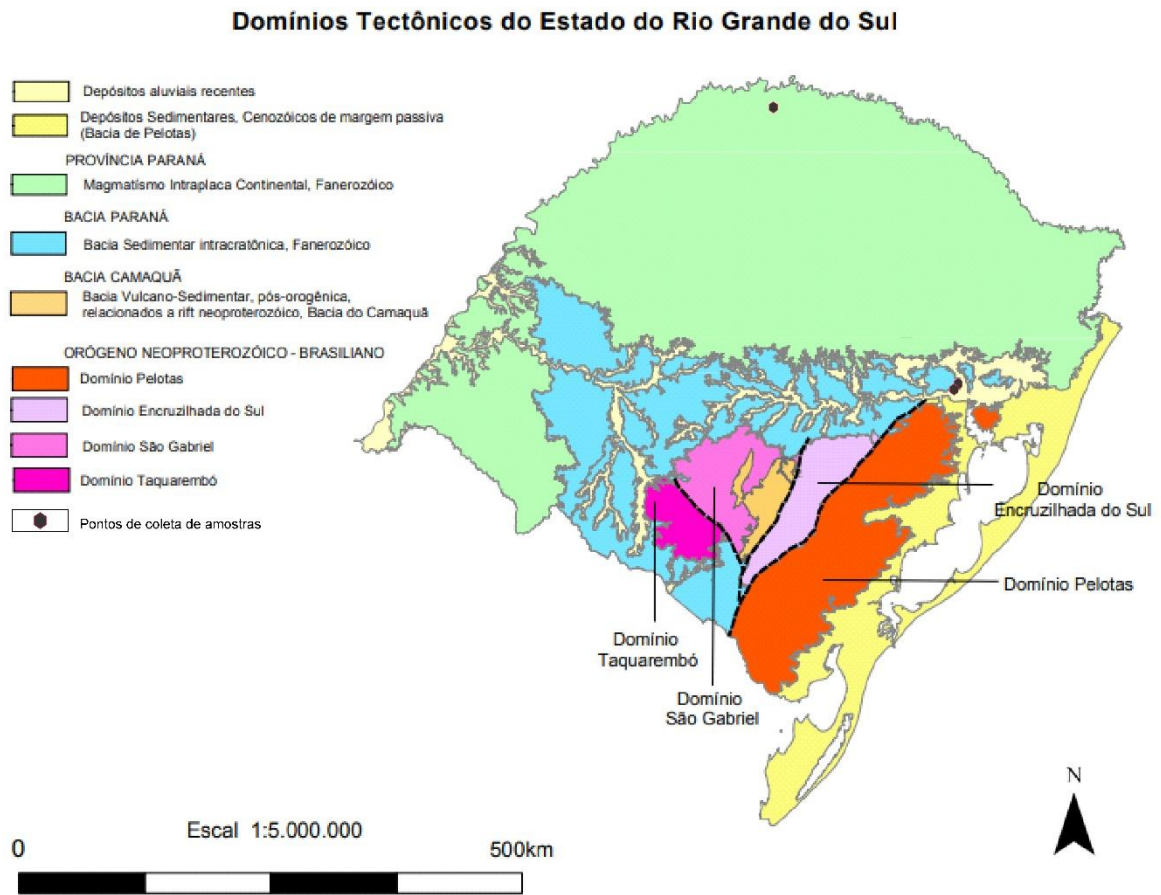 Domínios Tectônicos do Estado do Rio Grande do Sul
Depósitos aluviais recentes
Depósitos Sedimentares, Cenozóicos de margem passiva
(Bacia de Pelotas)
PROVÍNCIA PARANÁ
Magmatísmo Intraplaca Continental, Fanerozóico
BACIA PARANÁ
Bacia Sedimentar intracratônica, Fanerozóico
BACIA CAMAQUÃ
Bacia Vulcano-Sedimentar, pós-orogênica,
relacionados a rift neoproterozóico, Bacia do Camaquã
ORÓGENO NEOPROTEROZÓICO - BRASILIANO
Domínio Pelotas
Domínio Encruzilhada do Sul
Domínio São Gabriel
Domínio Taquarembó
Pontos de coleta de amostras
Domínio
Encruzilhada do Sul
Domínio Pelotas
Domínio
Taquarembó
Domínio
São Gabriel
N
Escal 1:5.000.000
0 500km